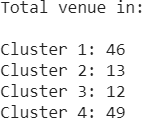 Total venue in:
Cluster 1: 46
Cluster 2: 13
Cluster 3: 12
Cluster 4: 49